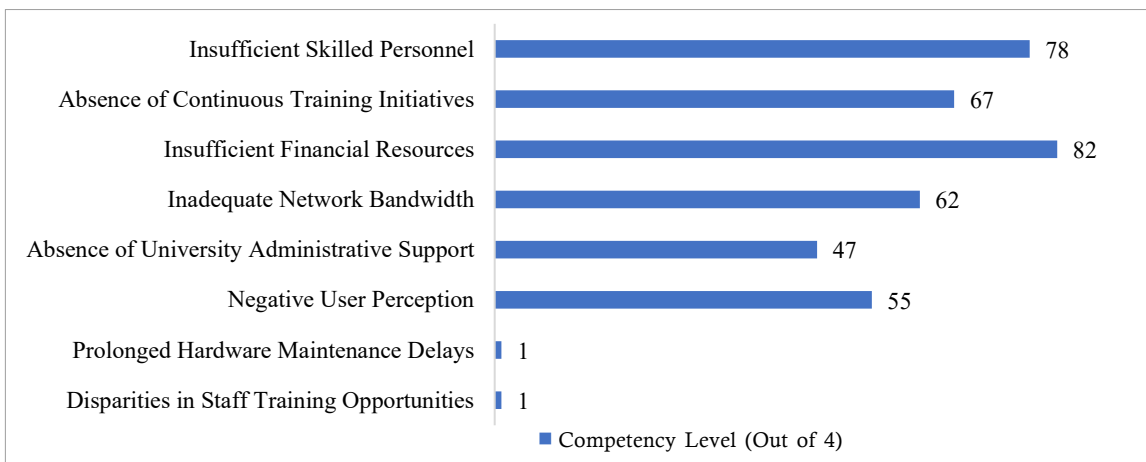 Insufficient Skilled Personnel 78
Absence of Continuous Training Initiatives 67
Insufficient Financial Resources 82
Inadequate Network Bandwidth 62
Absence of University Administrative Support 47
Negative User Perception 55
Prolonged Hardware Maintenance Delays 1
Disparities in Staff Training Opportunities 1
Competency Level (Out of 4)